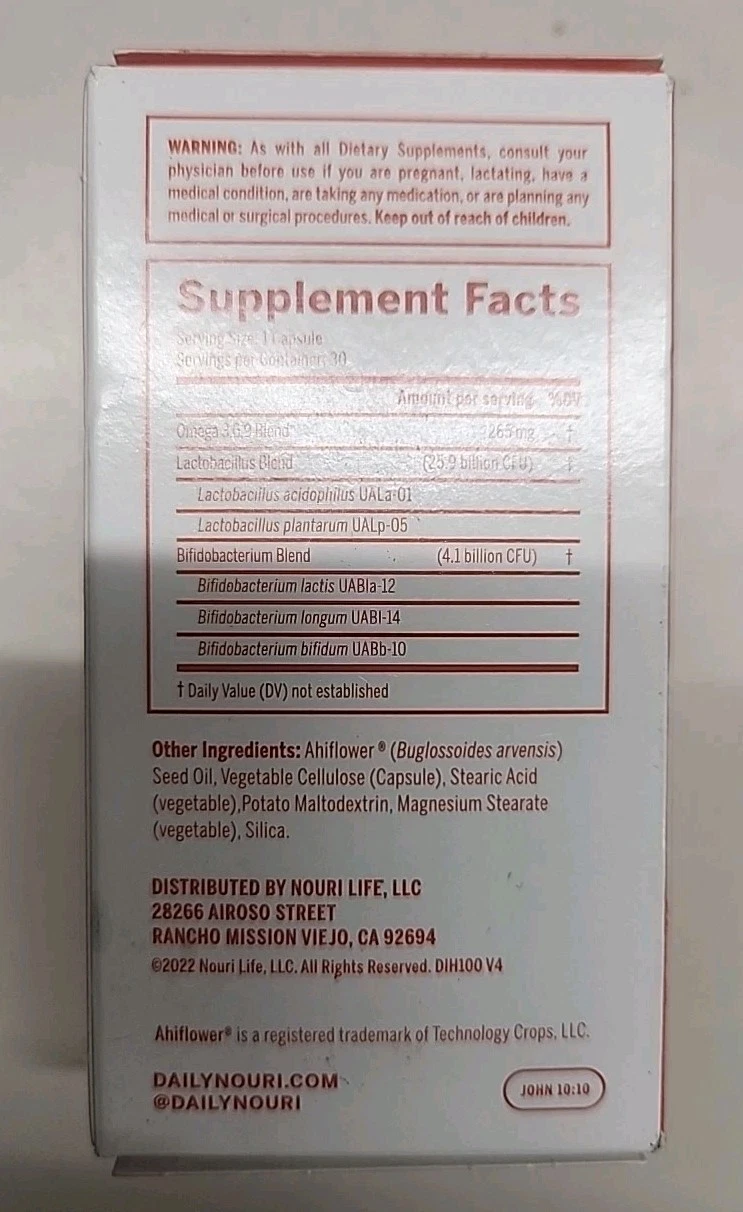 WARNING: As with all Dietary Supplements, consult your
physician before use if you are pregnant, lactating, have a
medical condition, are taking any medication, or are planning any
medical or surgical procedures. Keep out of reach of children.
Supplement Facts
Serving Size: 1 Capsule
Servings per Container: 30
Amount per serving %DV
Omega 3,6,9 Blend 265 mg †
Lactobacillus Blend (25.9 billion CFU) †
Lactobacillus acidophilus UALa-01
Lactobacillus plantarum UALp-05
Bifidobacterium Blend (4.1 billion CFU) †
Bifidobacterium lactis UABla-12
Bifidobacterium longum UABl-14
Bifidobacterium bifidum UABb-10
† Daily Value (DV) not established
Other Ingredients: Ahiflower® (Buglossoides arvensis)
Seed Oil, Vegetable Cellulose (Capsule), Stearic Acid
(vegetable),Potato Maltodextrin, Magnesium Stearate
(vegetable), Silica.
DISTRIBUTED BY NOURI LIFE, LLC
28266 AIROSO STREET
RANCHO MISSION VIEJO, CA 92694
©2022 Nouri Life, LLC. All Rights Reserved. DIH100 V4
Ahiflower® is a registered trademark of Technology Crops, LLC.
DAILYNOURI.COM
@DAILYNOURI
JOHN 10:10